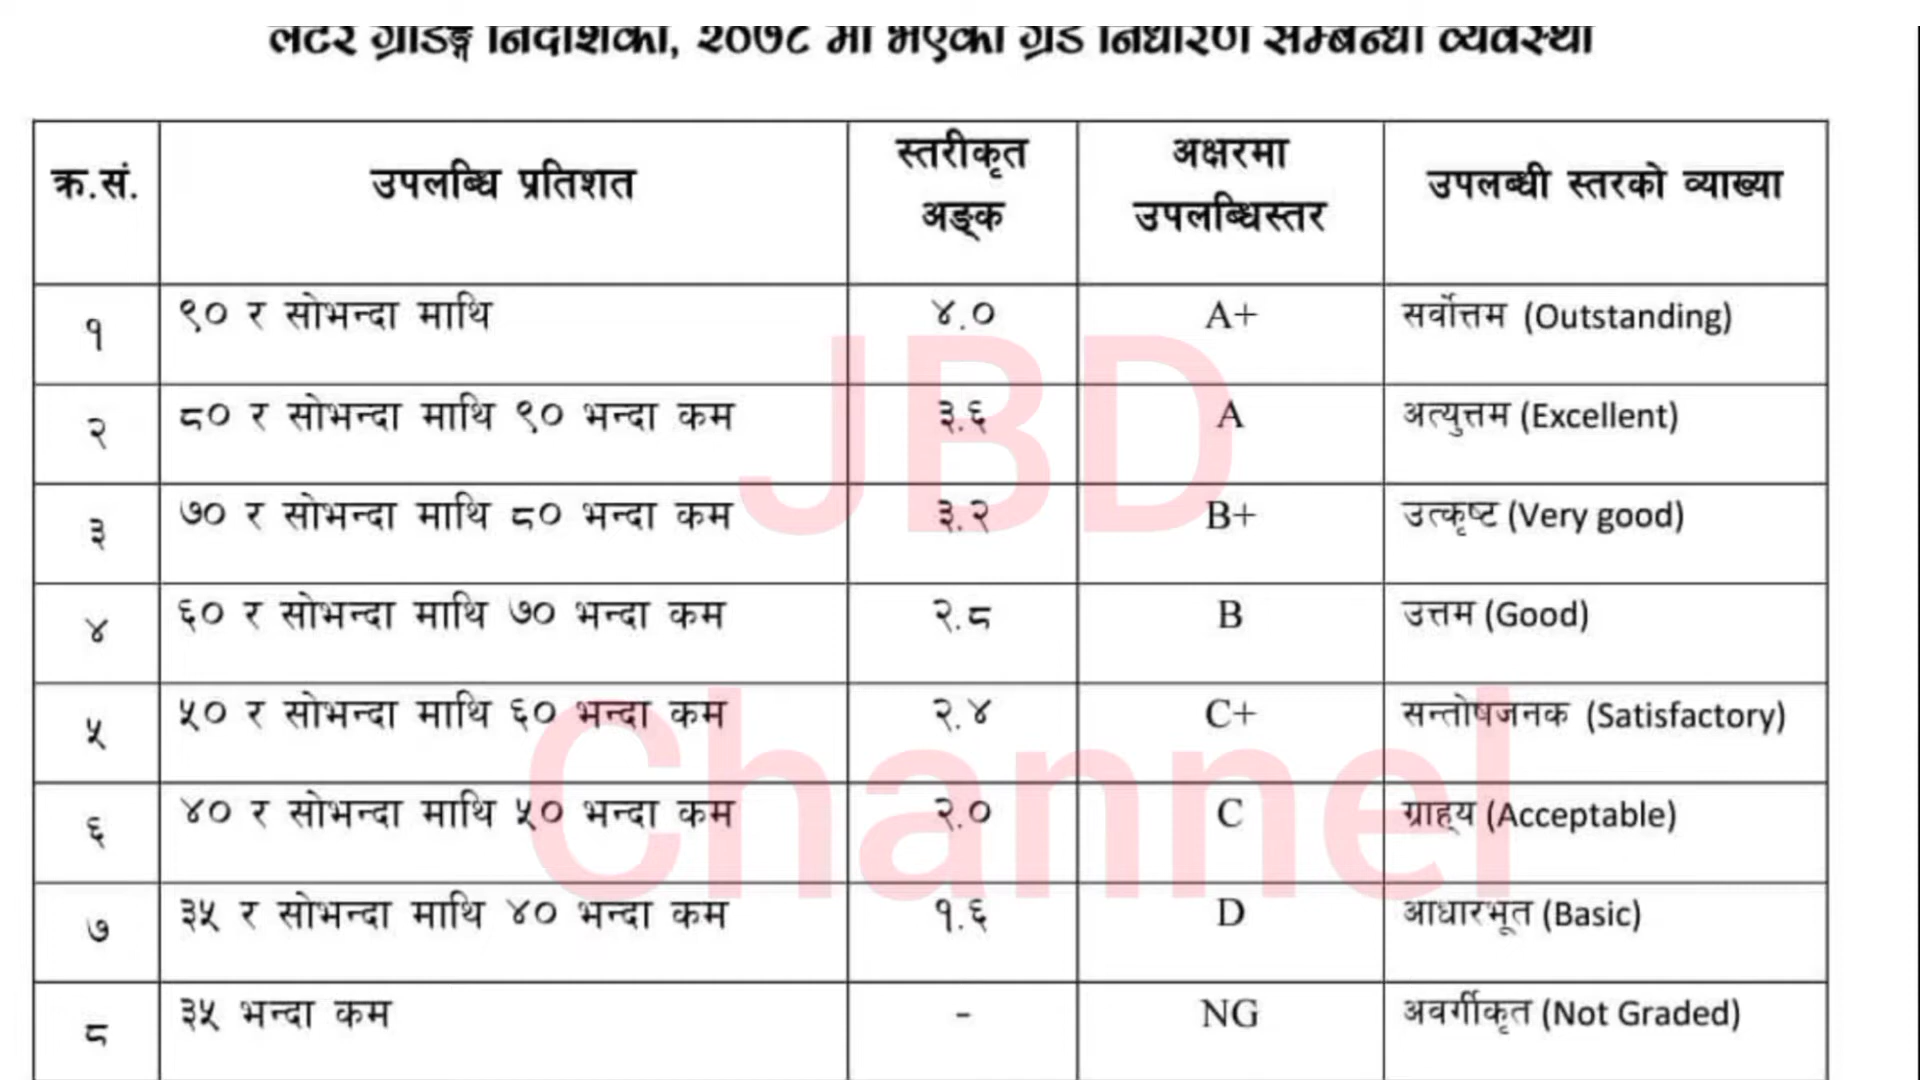 लेटर ग्रेडिङ्ग निर्देशिका, २०७८ मा भएको ग्रेड निर्धारण सम्बन्धी व्यवस्था
क्र.सं. उपलब्धि प्रतिशत स्तरीकृत अङ्क अक्षरमा उपलब्धिस्तर उपलब्धी स्तरको व्याख्या
१ ९० र सोभन्दा माथि ४.० A+ सर्वोत्तम (Outstanding)
२ ८० र सोभन्दा माथि ९० भन्दा कम ३.६ A अत्युत्तम (Excellent)
३ ७० र सोभन्दा माथि ८० भन्दा कम ३.२ B+ उत्कृष्ट (Very good)
४ ६० र सोभन्दा माथि ७० भन्दा कम २.८ B उत्तम (Good)
५ ५० र सोभन्दा माथि ६० भन्दा कम २.४ C+ सन्तोषजनक (Satisfactory)
६ ४० र सोभन्दा माथि ५० भन्दा कम २.० C ग्राह्य (Acceptable)
७ ३५ र सोभन्दा माथि ४० भन्दा कम १.६ D आधारभूत (Basic)
८ ३५ भन्दा कम - NG अवर्गीकृत (Not Graded)
JBD
Channel